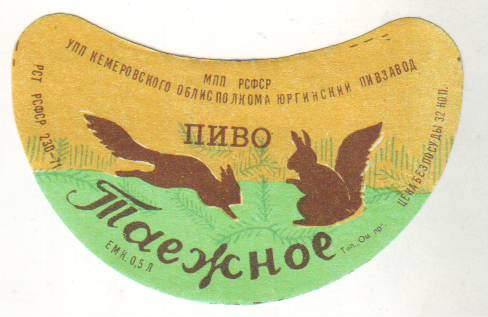 МПП РСФСР
УПП КЕМЕРОВСКОГО ОБЛИСПОЛКОМА ЮРГИНСКИЙ ПИВЗАВОД
РСТ РСФСР 230-71
ПИВО
ЦЕНА БЕЗ ПОСУДЫ 32 КОП.
Таежное
ЕМК. 0,5 Л
Тип.